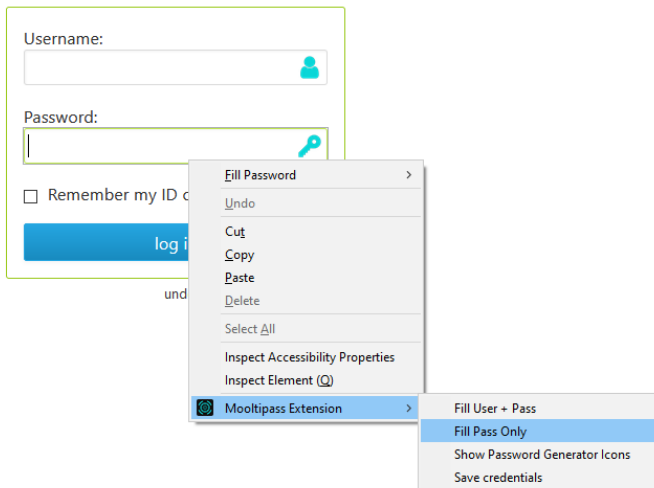 Username:
Password:
Remember my ID
log i
und
Fill Password
Undo
Cut
Copy
Paste
Delete
Select All
Inspect Accessibility Properties
Inspect Element (Q)
Mooltipass Extension
Fill User + Pass
Fill Pass Only
Show Password Generator Icons
Save credentials